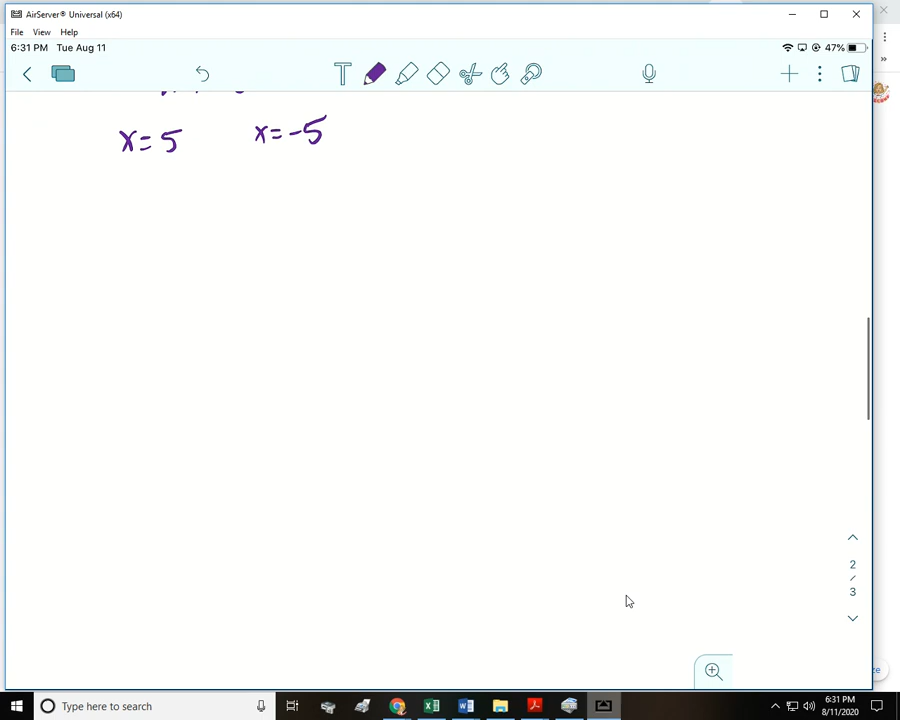 AirServer® Universal (x64)
File View Help
6:31 PM Tue Aug 11 47%
T
x = 5 x = -5
2
/
3
Type here to search
6:31 PM
8/11/2020